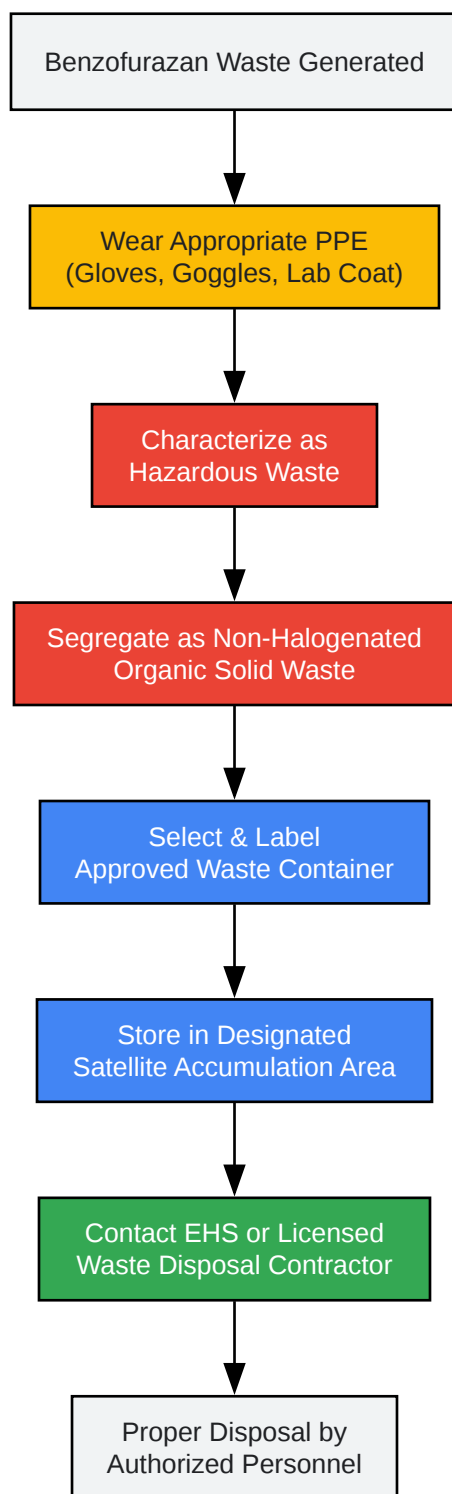 Benzofurazan Waste Generated
Wear Appropriate PPE
(Gloves, Goggles, Lab Coat)
Characterize as
Hazardous Waste
Segregate as Non-Halogenated
Organic Solid Waste
Select & Label
Approved Waste Container
Store in Designated
Satellite Accumulation Area
Contact EHS or Licensed
Waste Disposal Contractor
Proper Disposal by
Authorized Personnel